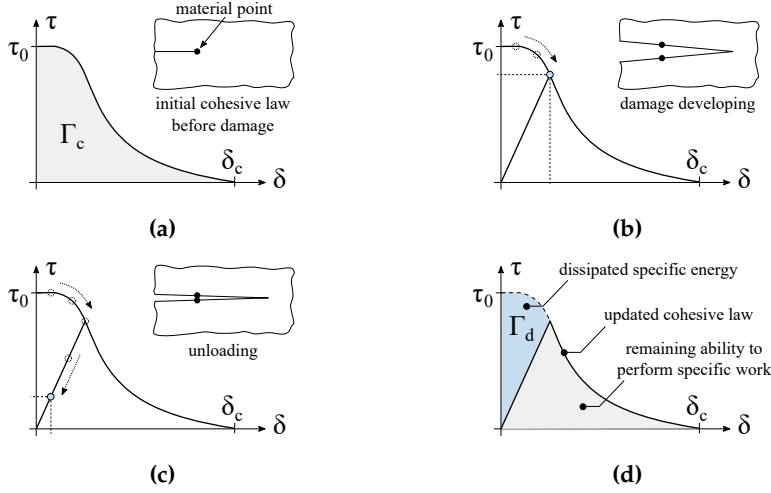 τ
τ0
material point
initial cohesive law
before damage
Γc
δc
δ
(a)
τ
τ0
damage developing
δc
δ
(b)
τ
τ0
unloading
δc
δ
(c)
τ
τ0
dissipated specific energy
Γd
updated cohesive law
remaining ability to
perform specific work
δc
δ
(d)